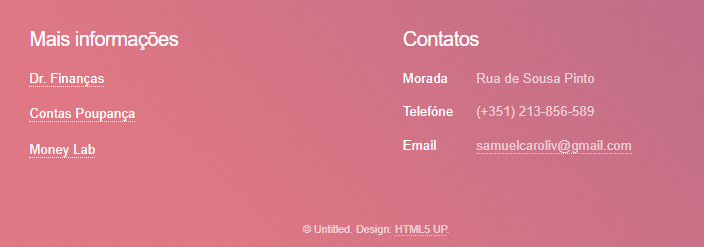 Mais informações
Dr. Finanças
Contas Poupança
Money Lab
Contatos
Morada Rua de Sousa Pinto
Telefóne (+351) 213-856-589
Email samuelcaroliv@gmail.com
© Untitled. Design: HTML5 UP.